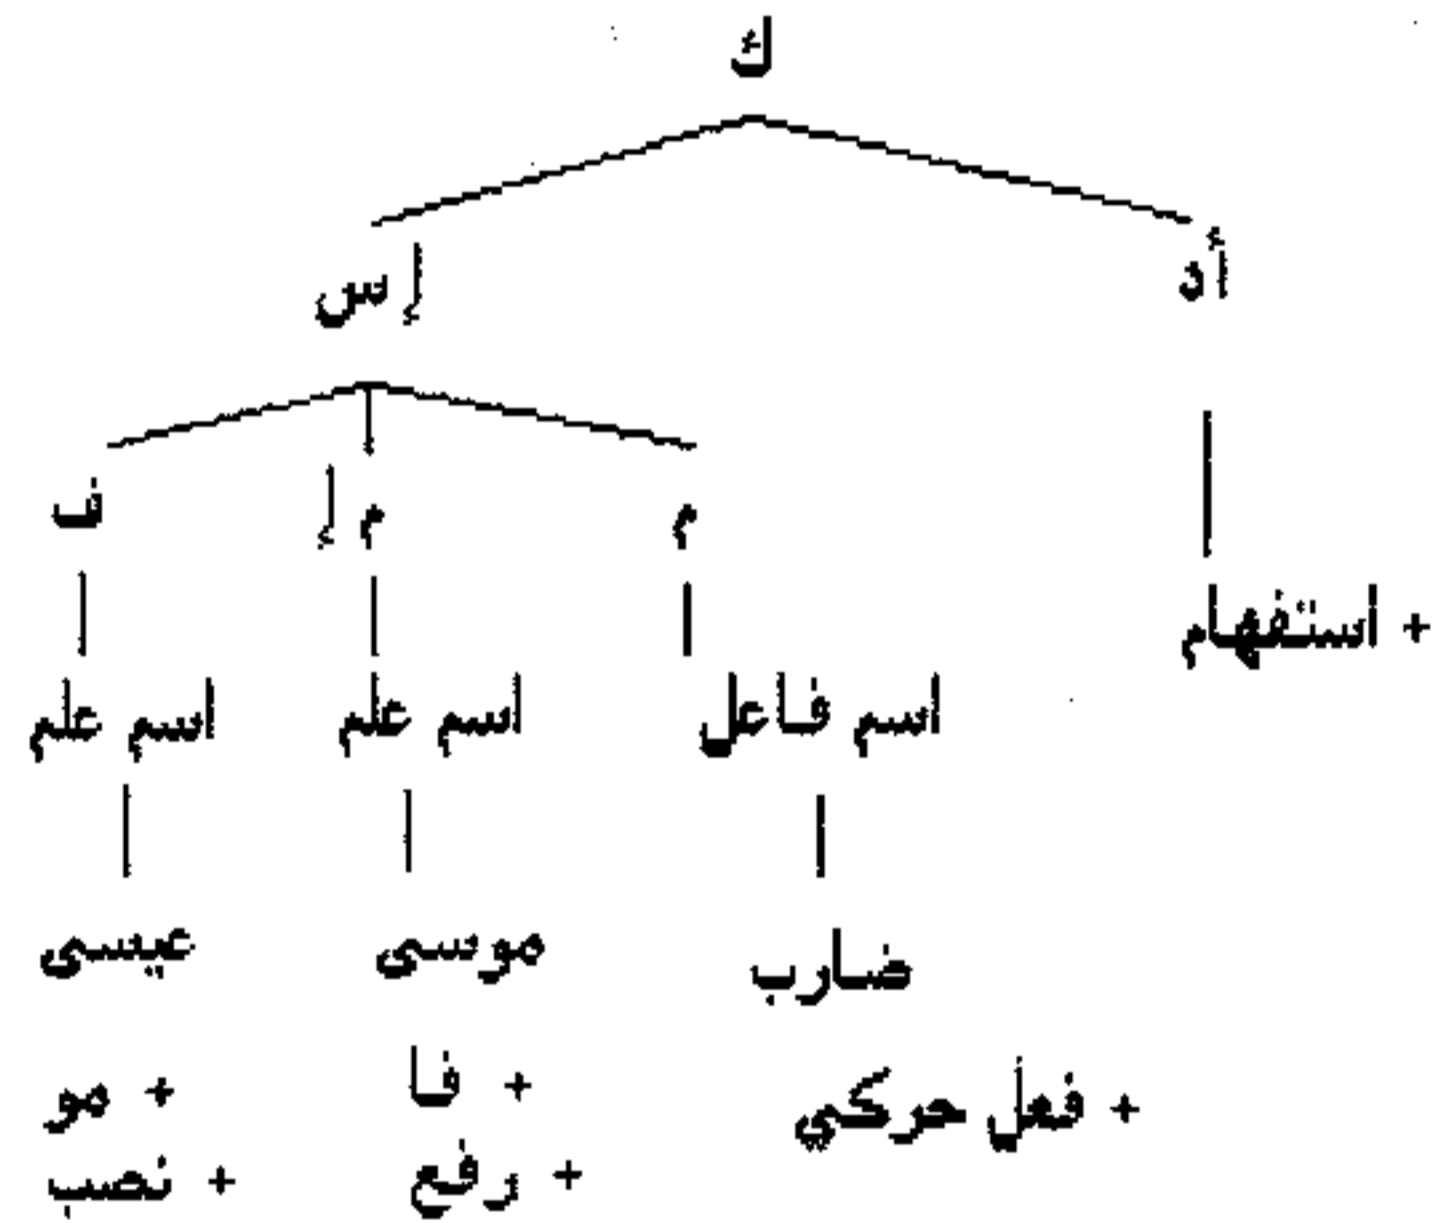 ك
أد إس
م م إ ف
+ استفهام
اسم فاعل اسم علم اسم علم
ضارب موسى عيسى
+ فعل حركي + فا + مو
+ رفع + نصب